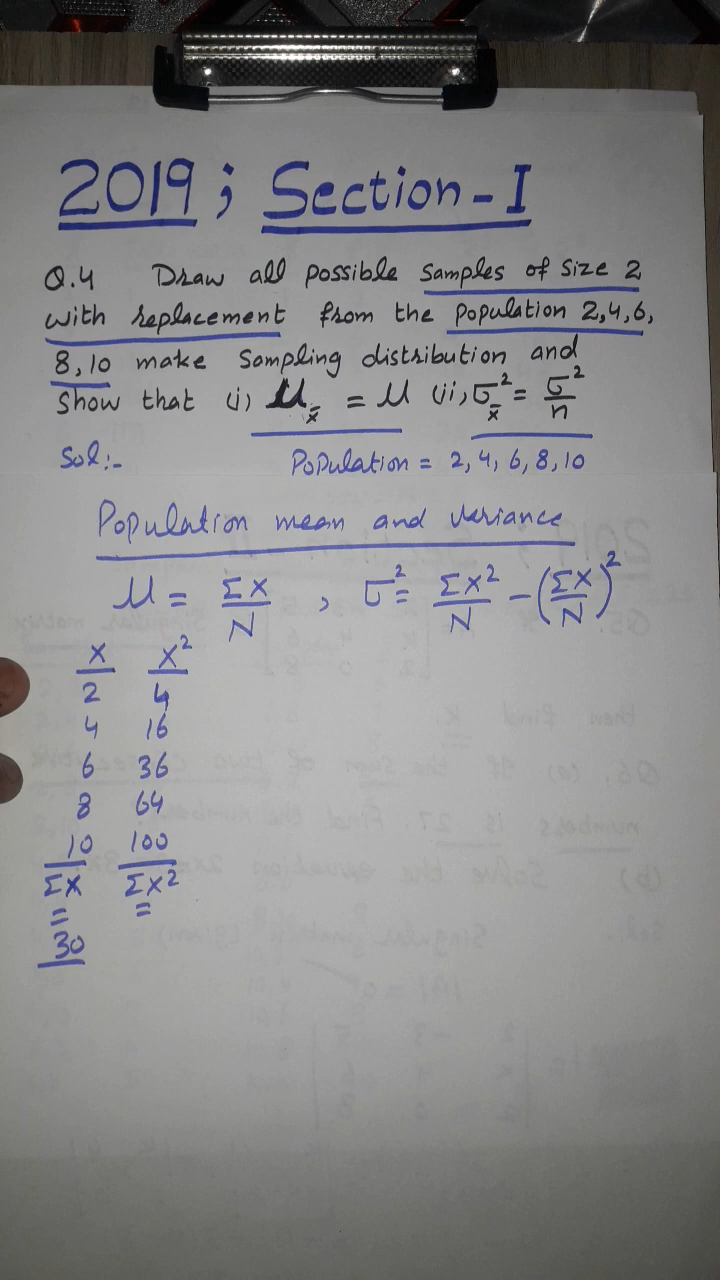 2019; Section-I
Q.4 Draw all possible samples of size 2
with replacement from the population 2,4,6,
8,10 make sampling distribution and
show that (i) μₓ̄ = μ (ii) σ²ₓ̄ = σ²/n
Sol:- Population = 2, 4, 6, 8, 10
Population mean and variance
μ = ΣX/N , σ² = ΣX²/N - (ΣX/N)²
X X²
2 4
4 16
6 36
8 64
10 100
ΣX ΣX²
= =
30